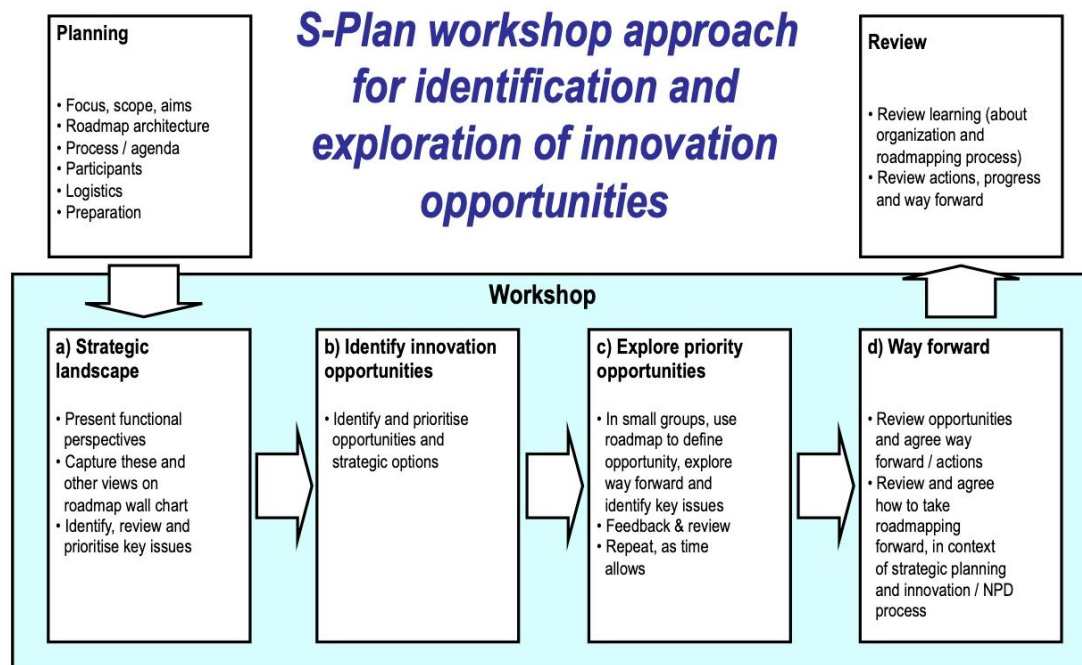 S-Plan workshop approach
for identification and
exploration of innovation
opportunities
Planning
• Focus, scope, aims
• Roadmap architecture
• Process / agenda
• Participants
• Logistics
• Preparation
Review
• Review learning (about
organization and
roadmapping process)
• Review actions, progress
and way forward
Workshop
a) Strategic
landscape
• Present functional
perspectives
• Capture these and
other views on
roadmap wall chart
• Identify, review and
prioritise key issues
b) Identify innovation
opportunities
• Identify and prioritise
opportunities and
strategic options
c) Explore priority
opportunities
• In small groups, use
roadmap to define
opportunity, explore
way forward and
identify key issues
• Feedback & review
• Repeat, as time
allows
d) Way forward
• Review opportunities
and agree way
forward / actions
• Review and agree
how to take
roadmapping
forward, in context
of strategic planning
and innovation / NPD
process